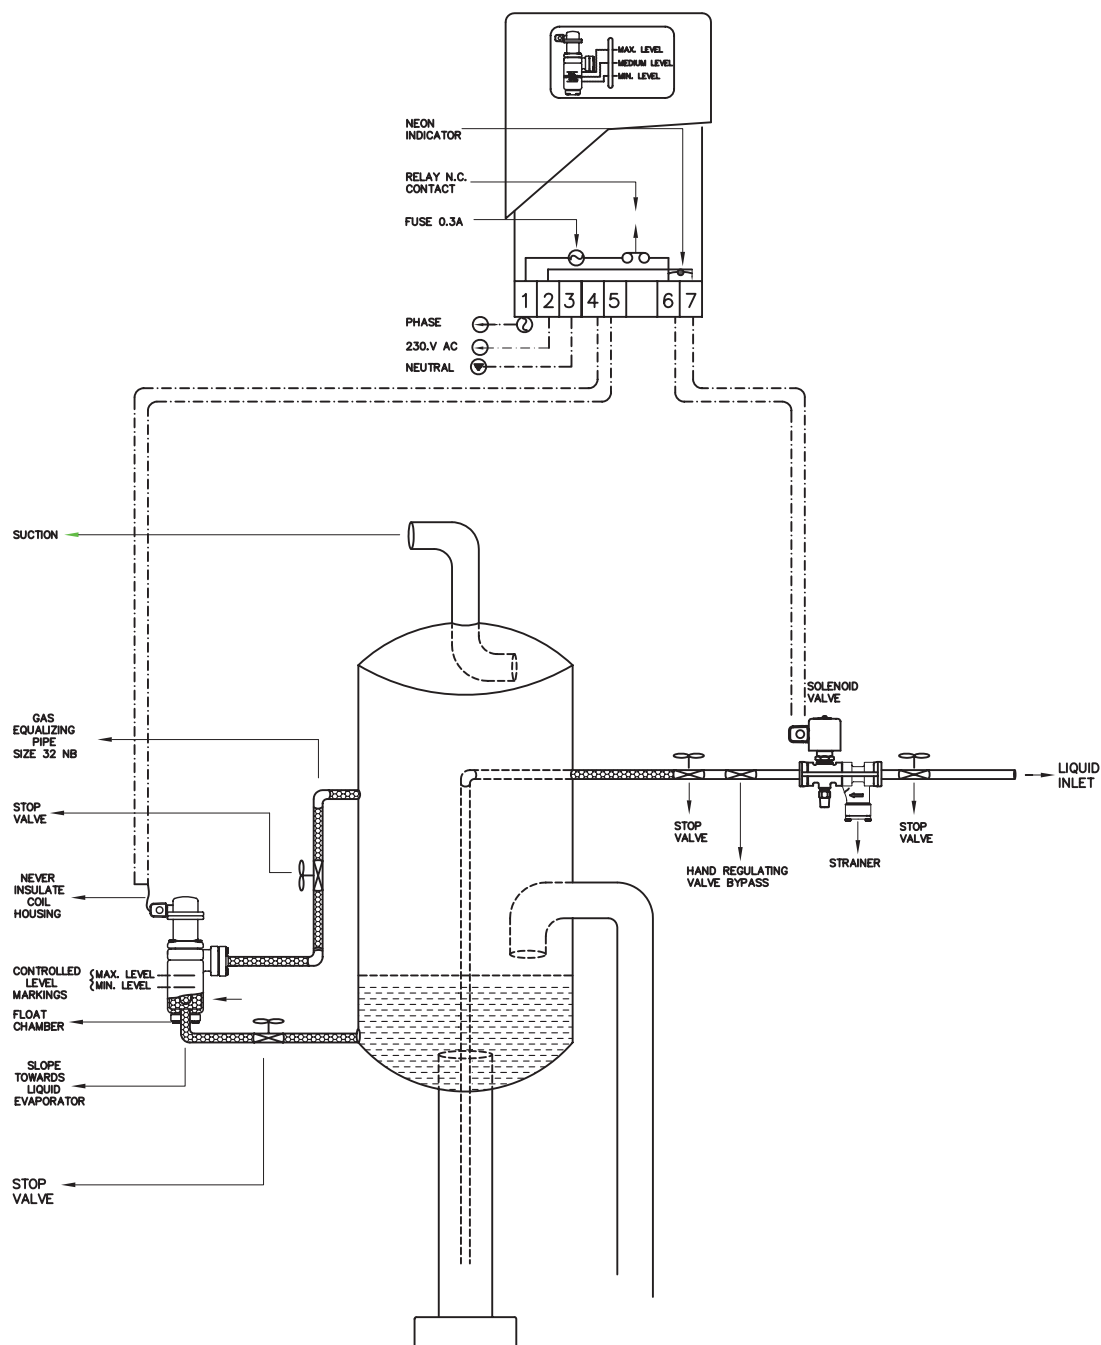 MAX. LEVEL
MEDIUM LEVEL
MIN. LEVEL
NEON
INDICATOR
RELAY N.C.
CONTACT
FUSE 0.3A
1 2 3 4 5 6 7
PHASE
230.V AC
NEUTRAL
SUCTION
SOLENOID
VALVE
GAS
EQUALIZING
PIPE
SIZE 32 NB
LIQUID
INLET
STOP
VALVE
STOP
VALVE
STOP
VALVE
STRAINER
HAND REGULATING
VALVE BYPASS
NEVER
INSULATE
COIL
HOUSING
CONTROLLED
LEVEL
MARKINGS
MAX. LEVEL
MIN. LEVEL
FLOAT
CHAMBER
SLOPE
TOWARDS
LIQUID
EVAPORATOR
STOP
VALVE